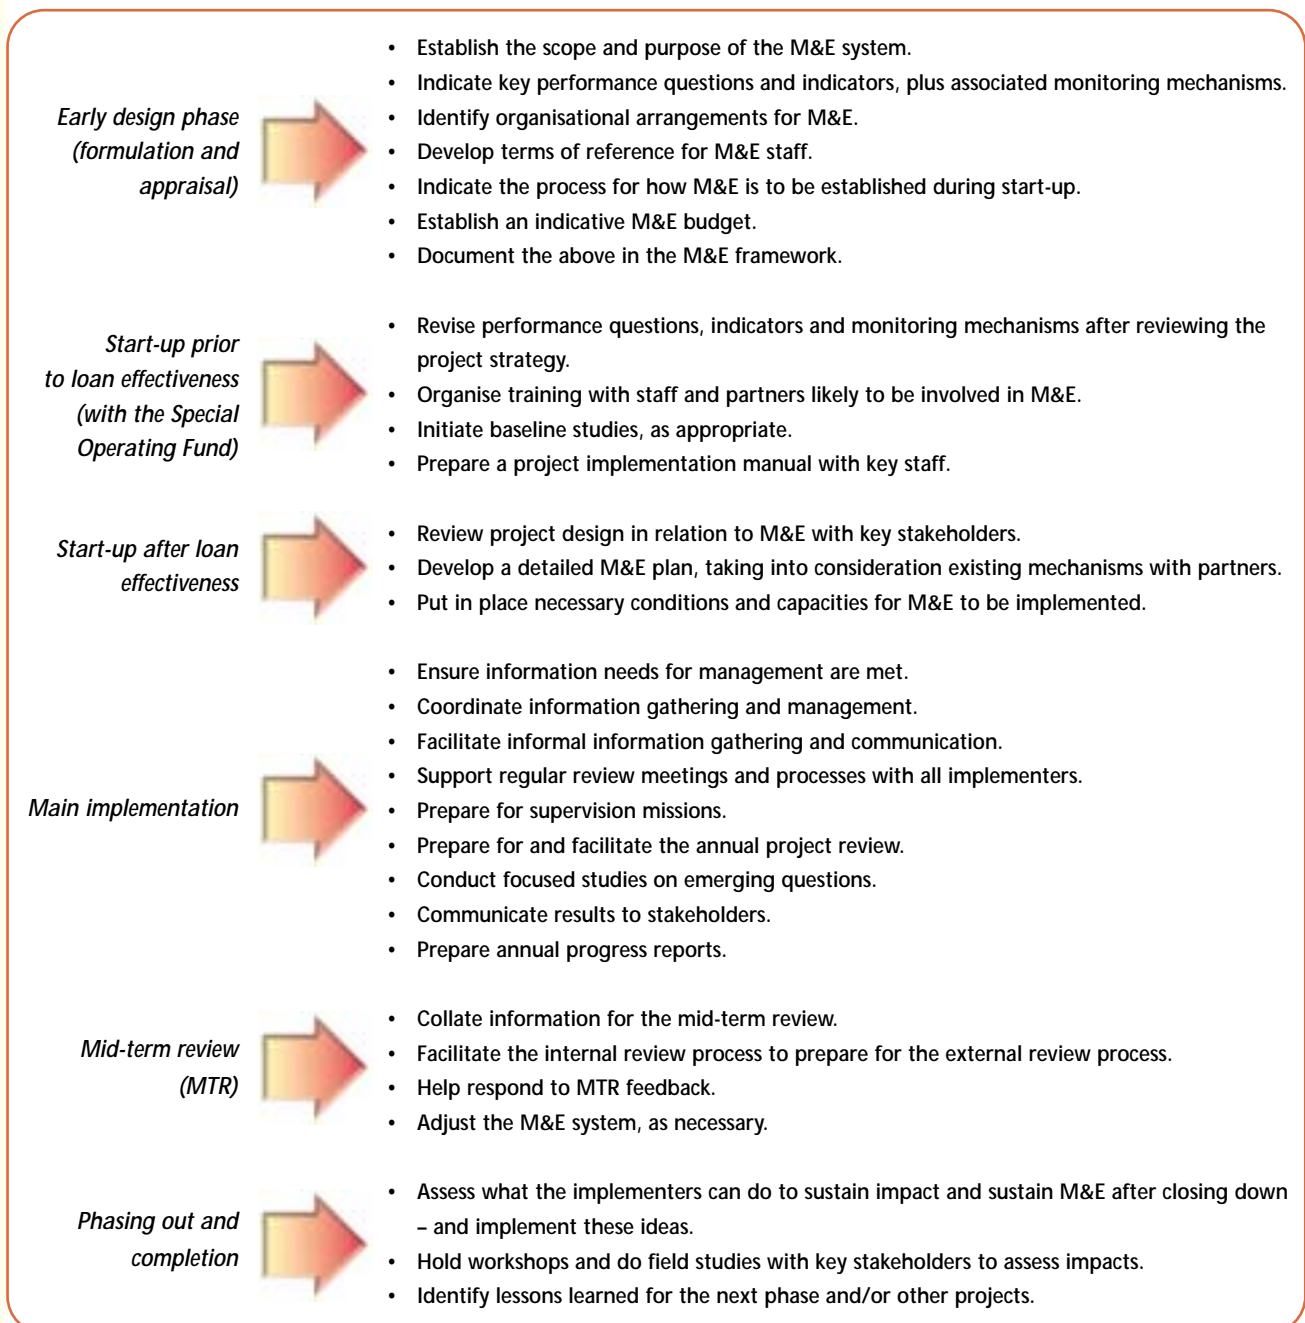 Early design phase
(formulation and
appraisal)
• Establish the scope and purpose of the M&E system.
• Indicate key performance questions and indicators, plus associated monitoring mechanisms.
• Identify organisational arrangements for M&E.
• Develop terms of reference for M&E staff.
• Indicate the process for how M&E is to be established during start-up.
• Establish an indicative M&E budget.
• Document the above in the M&E framework.
Start-up prior
to loan effectiveness
(with the Special
Operating Fund)
• Revise performance questions, indicators and monitoring mechanisms after reviewing the
project strategy.
• Organise training with staff and partners likely to be involved in M&E.
• Initiate baseline studies, as appropriate.
• Prepare a project implementation manual with key staff.
Start-up after loan
effectiveness
• Review project design in relation to M&E with key stakeholders.
• Develop a detailed M&E plan, taking into consideration existing mechanisms with partners.
• Put in place necessary conditions and capacities for M&E to be implemented.
Main implementation
• Ensure information needs for management are met.
• Coordinate information gathering and management.
• Facilitate informal information gathering and communication.
• Support regular review meetings and processes with all implementers.
• Prepare for supervision missions.
• Prepare for and facilitate the annual project review.
• Conduct focused studies on emerging questions.
• Communicate results to stakeholders.
• Prepare annual progress reports.
Mid-term review
(MTR)
• Collate information for the mid-term review.
• Facilitate the internal review process to prepare for the external review process.
• Help respond to MTR feedback.
• Adjust the M&E system, as necessary.
Phasing out and
completion
• Assess what the implementers can do to sustain impact and sustain M&E after closing down
– and implement these ideas.
• Hold workshops and do field studies with key stakeholders to assess impacts.
• Identify lessons learned for the next phase and/or other projects.